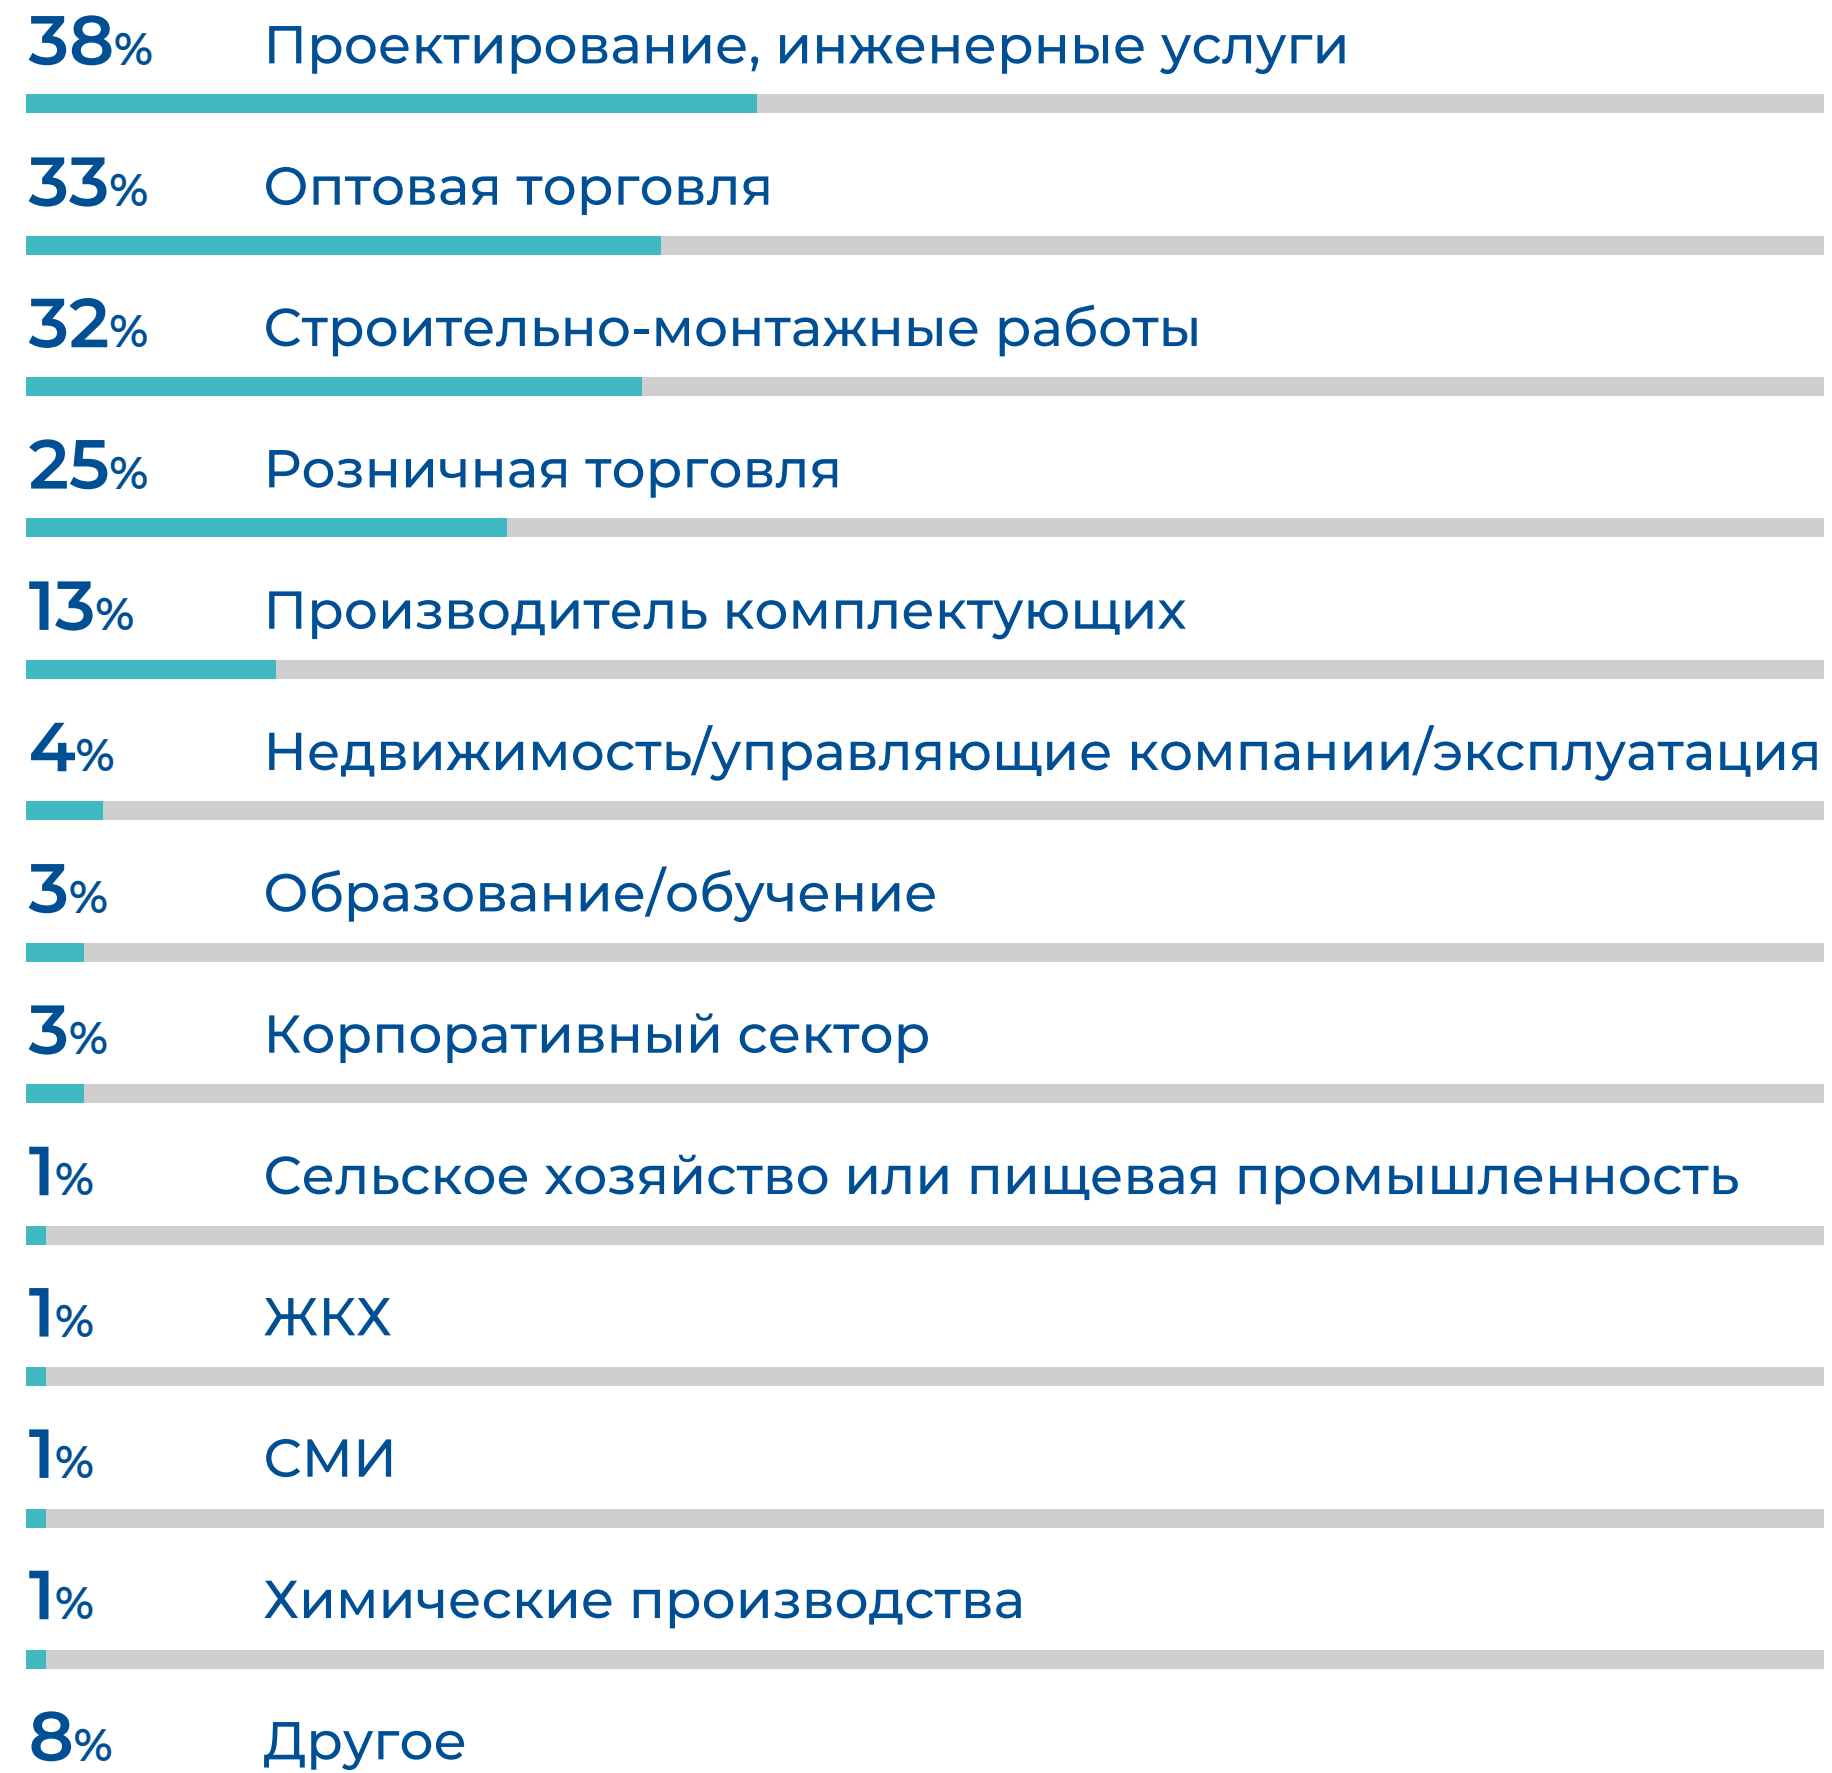 38% Проектирование, инженерные услуги
33% Оптовая торговля
32% Строительно-монтажные работы
25% Розничная торговля
13% Производитель комплектующих
4% Недвижимость/управляющие компании/эксплуатация
3% Образование/обучение
3% Корпоративный сектор
1% Сельское хозяйство или пищевая промышленность
1% ЖКХ
1% СМИ
1% Химические производства
8% Другое